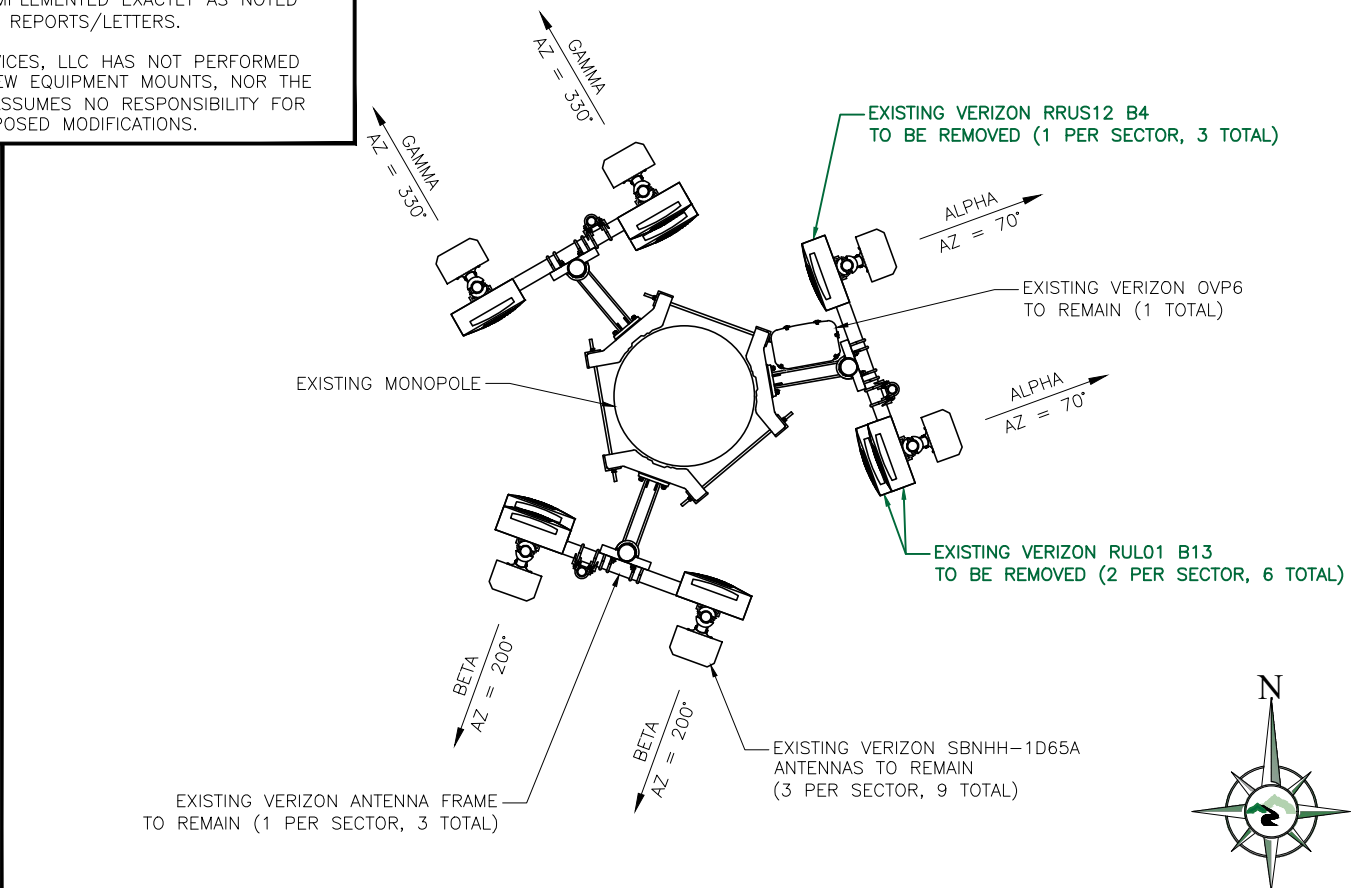 REPORTS/LETTERS.
VICES, LLC HAS NOT PERFORMED
EW EQUIPMENT MOUNTS, NOR THE
ASSUMES NO RESPONSIBILITY FOR
POSED MODIFICATIONS.
GAMMA
AZ = 330°
GAMMA
AZ = 330°
EXISTING VERIZON RRUS12 B4
TO BE REMOVED (1 PER SECTOR, 3 TOTAL)
ALPHA
AZ = 70°
EXISTING VERIZON OVP6
TO REMAIN (1 TOTAL)
EXISTING MONOPOLE
ALPHA
AZ = 70°
EXISTING VERIZON RUL01 B13
TO BE REMOVED (2 PER SECTOR, 6 TOTAL)
BETA
AZ = 200°
BETA
AZ = 200°
EXISTING VERIZON SBNHH-1D65A
ANTENNAS TO REMAIN
(3 PER SECTOR, 9 TOTAL)
EXISTING VERIZON ANTENNA FRAME
TO REMAIN (1 PER SECTOR, 3 TOTAL)
N